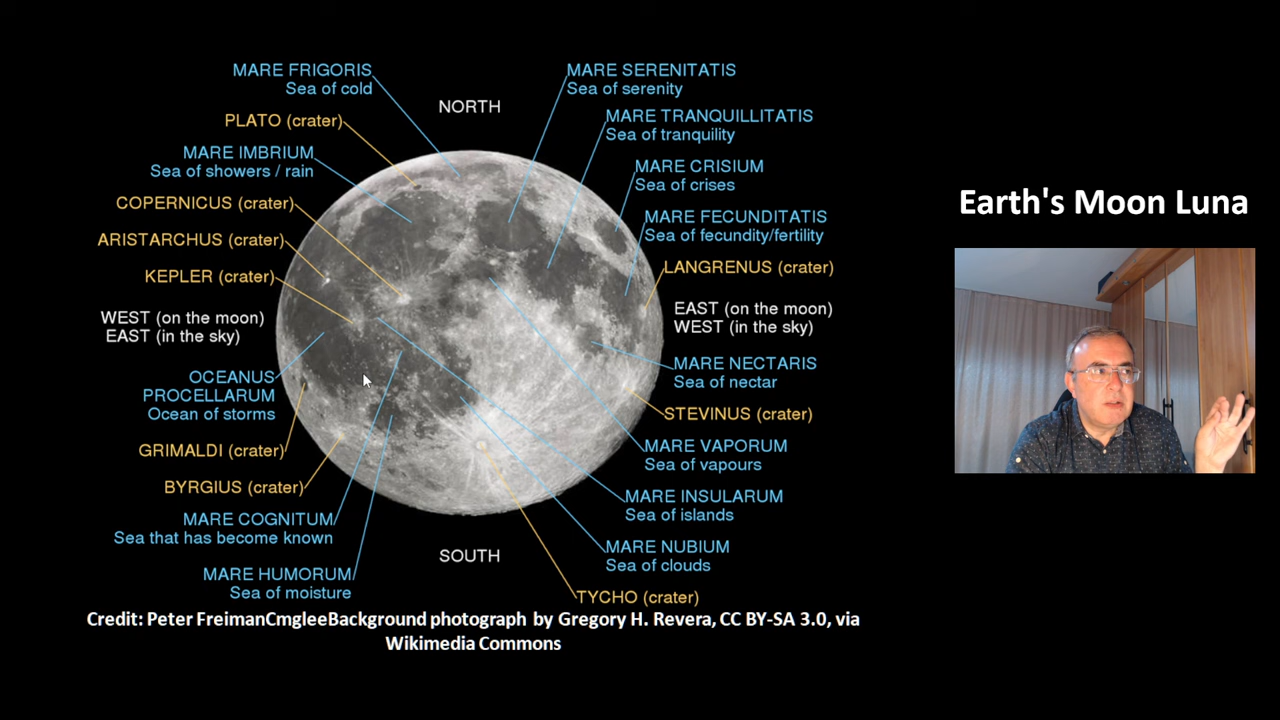 MARE FRIGORIS
Sea of cold
PLATO (crater)
MARE IMBRIUM
Sea of showers / rain
COPERNICUS (crater)
ARISTARCHUS (crater)
KEPLER (crater)
WEST (on the moon)
EAST (in the sky)
OCEANUS
PROCELLARUM
Ocean of storms
GRIMALDI (crater)
BYRGIUS (crater)
MARE COGNITUM
Sea that has become known
MARE HUMORUM
Sea of moisture
NORTH
SOUTH
MARE SERENITATIS
Sea of serenity
MARE TRANQUILLITATIS
Sea of tranquility
MARE CRISIUM
Sea of crises
MARE FECUNDITATIS
Sea of fecundity/fertility
LANGRENUS (crater)
EAST (on the moon)
WEST (in the sky)
MARE NECTARIS
Sea of nectar
STEVINUS (crater)
MARE VAPORUM
Sea of vapours
MARE INSULARUM
Sea of islands
MARE NUBIUM
Sea of clouds
TYCHO (crater)
Credit: Peter FreimanCmgleeBackground photograph by Gregory H. Revera, CC BY-SA 3.0, via
Wikimedia Commons
Earth's Moon Luna